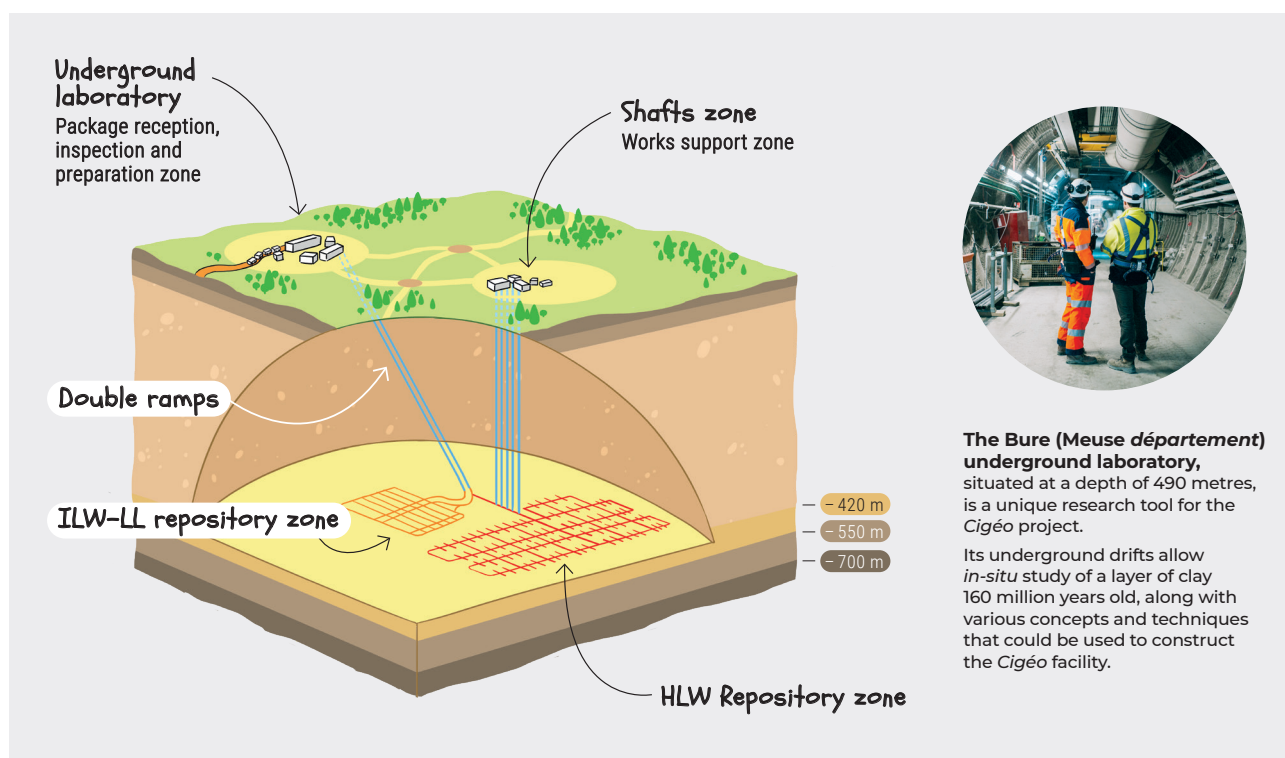 Underground
laboratory
Package reception,
inspection and
preparation zone
Shafts zone
Works support zone
Double ramps
ILW-LL repository zone
– 420 m
– 550 m
– 700 m
HLW Repository zone
The Bure (Meuse département)
underground laboratory,
situated at a depth of 490 metres,
is a unique research tool for the
Cigéo project.
Its underground drifts allow
in-situ study of a layer of clay
160 million years old, along with
various concepts and techniques
that could be used to construct
the Cigéo facility.